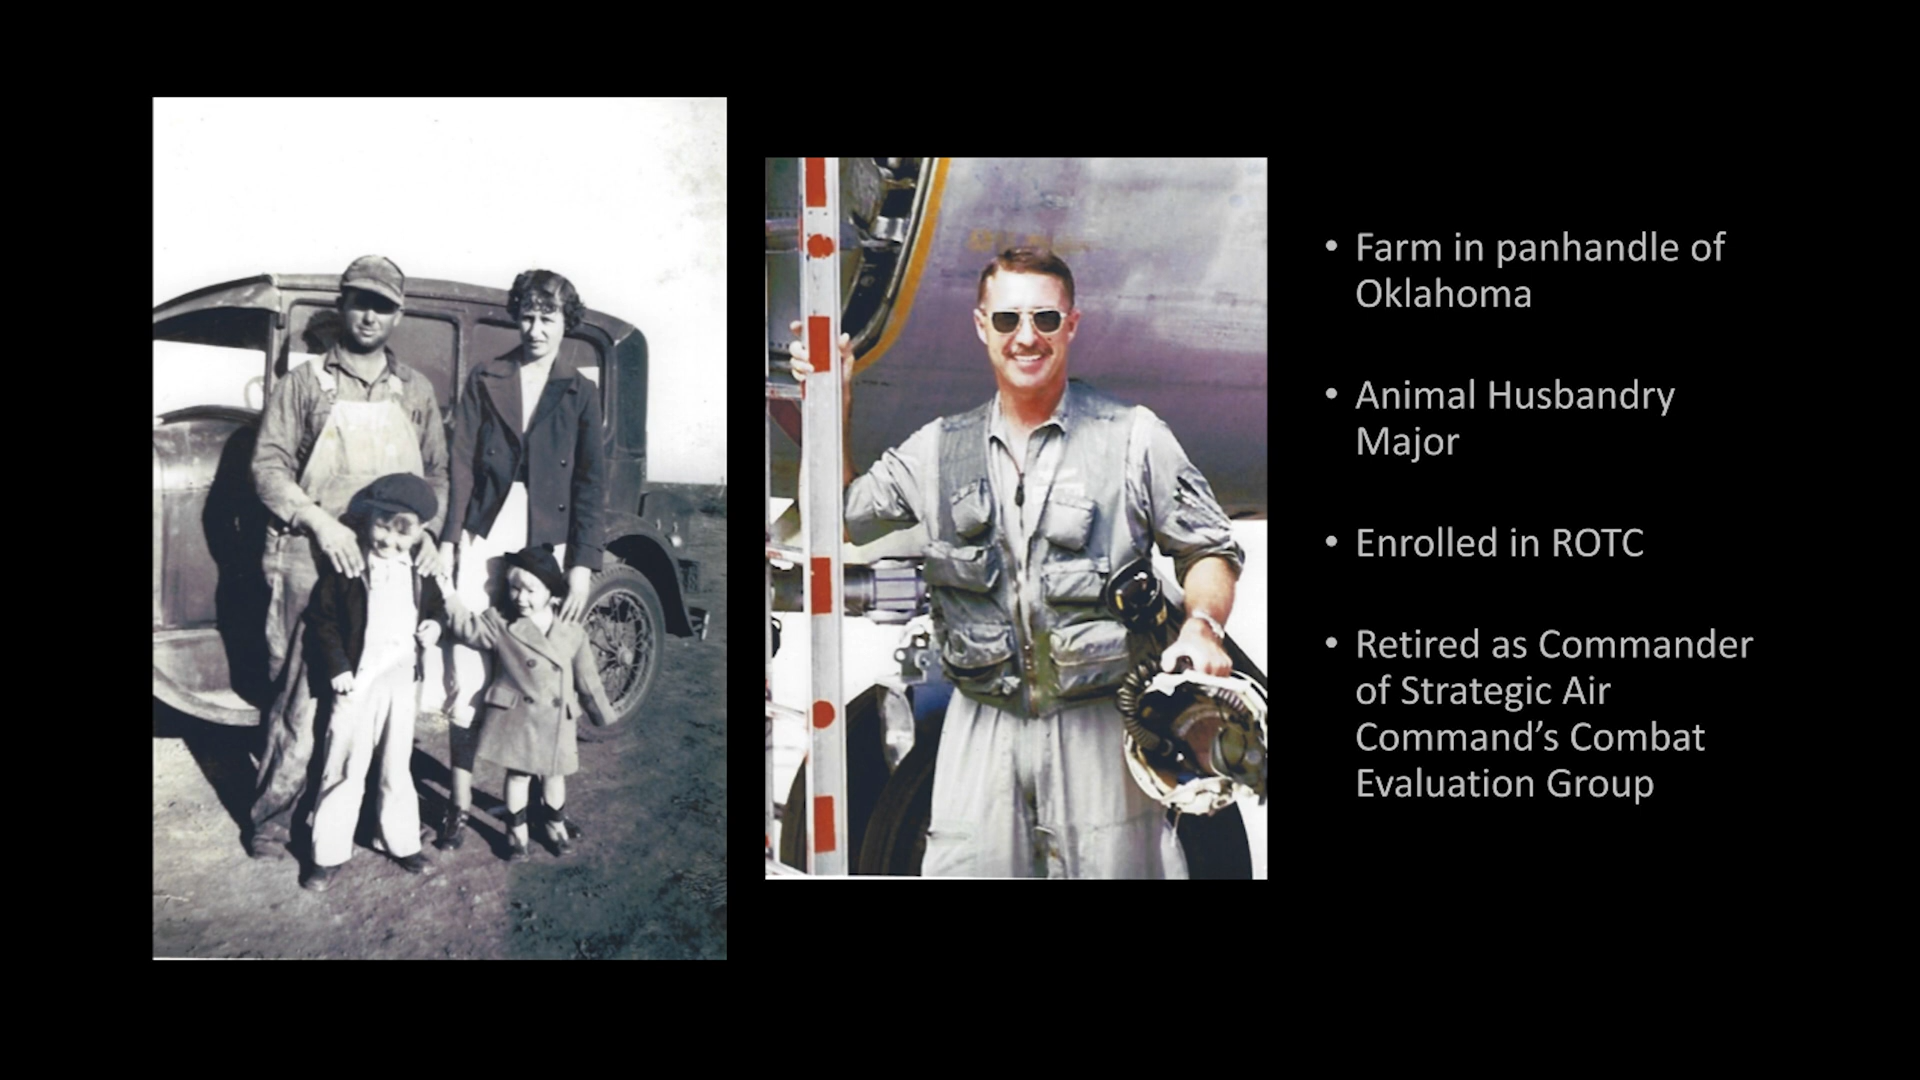 • Farm in panhandle of
Oklahoma
• Animal Husbandry
Major
• Enrolled in ROTC
• Retired as Commander
of Strategic Air
Command’s Combat
Evaluation Group